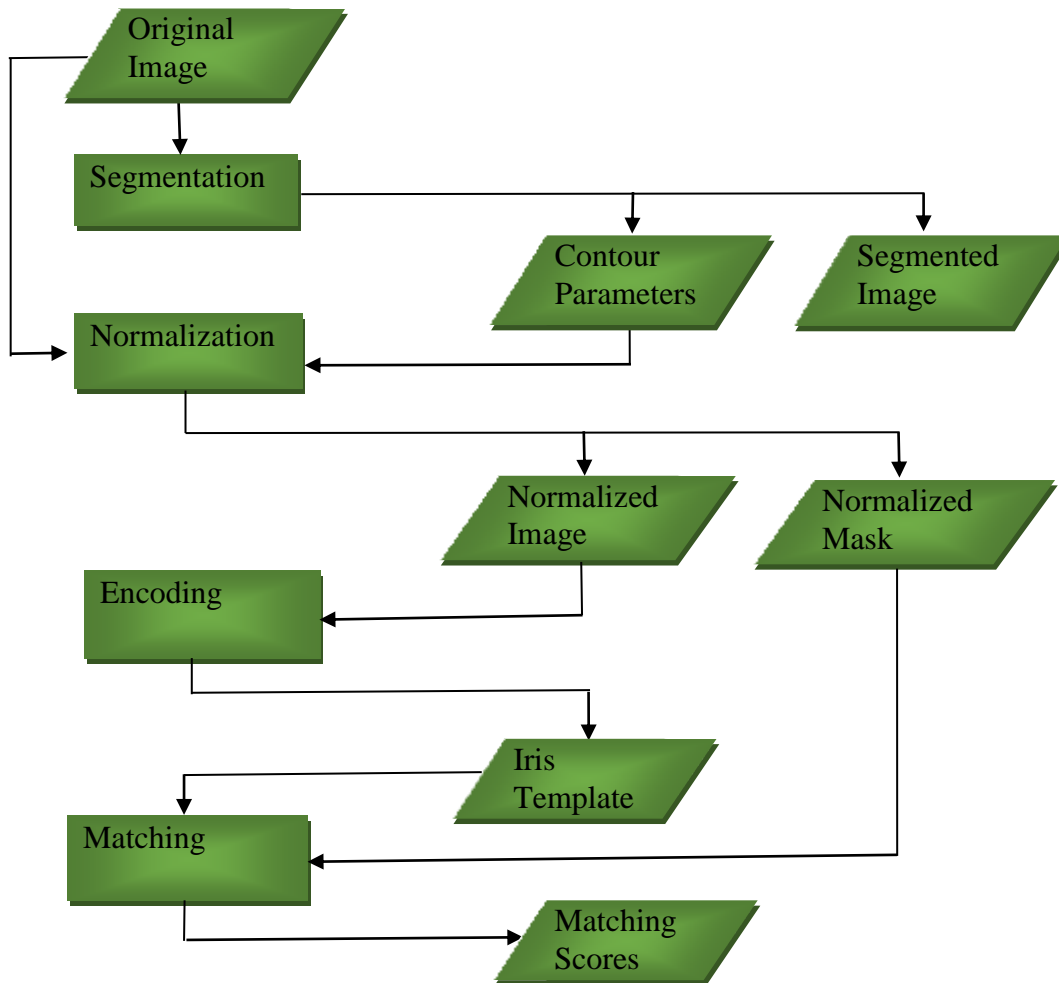 Original
Image
Segmentation
Contour
Parameters
Segmented
Image
Normalization
Normalized
Image
Normalized
Mask
Encoding
Iris
Template
Matching
Matching
Scores